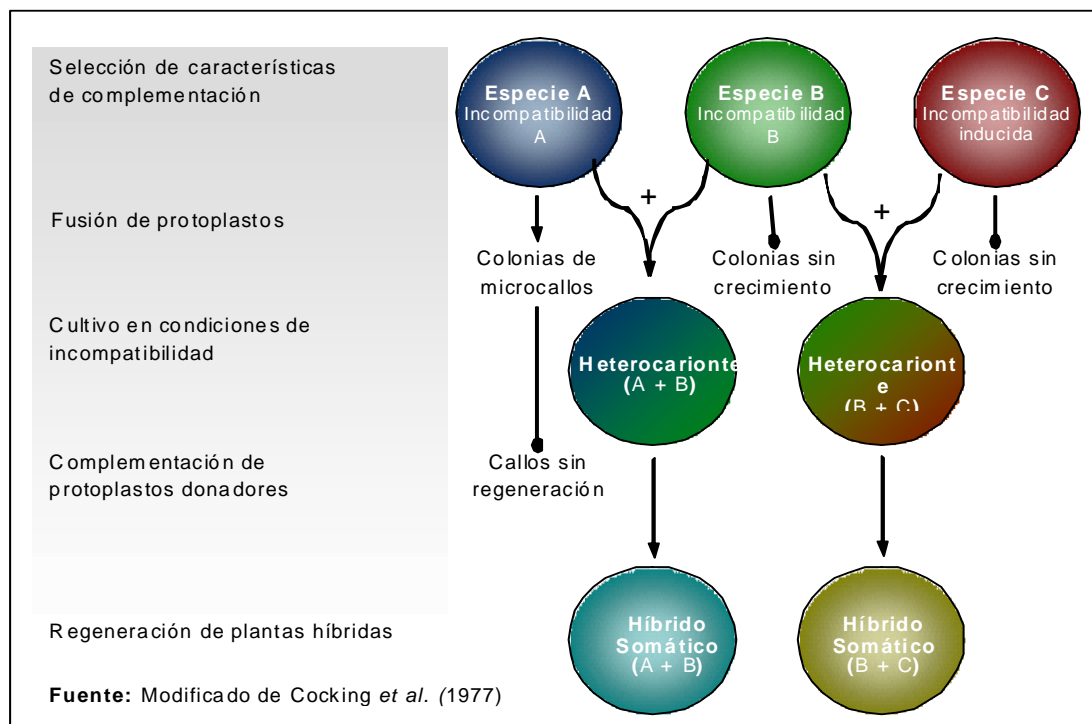 Selección de características
de complementación
Especie A
Incompatibilidad
A
Especie B
Incompatibilidad
B
Especie C
Incompatibilidad
inducida
Fusión de protoplastos
+
+
Colonias de
microcallos
Colonias sin
crecimiento
Colonias sin
crecimiento
Cultivo en condiciones de
incompatibilidad
Heterocarionte
(A + B)
Heterocariont
e
(B + C)
Complementación de
protoplastos donadores
Callos sin
regeneración
Regeneración de plantas híbridas
Híbrido
Somático
(A + B)
Híbrido
Somático
(B + C)
Fuente: Modificado de Cocking et al. (1977)